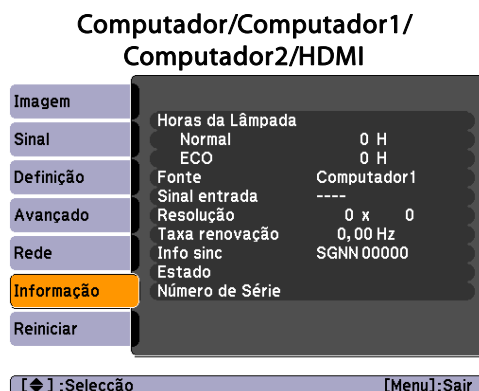 Computador/Computador1/
Computador2/HDMI
Imagem
Sinal
Definição
Avançado
Rede
Informação
Reiniciar
Horas da Lâmpada
Normal 0 H
ECO 0 H
Fonte Computador1
Sinal entrada ----
Resolução 0 x 0
Taxa renovação 0,00 Hz
Info sinc SGNN 00000
Estado
Número de Série
[◆] :Selecção [Menu]:Sair